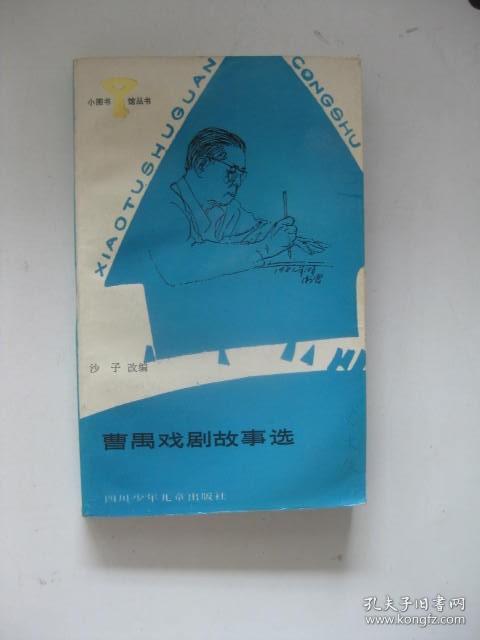 小图书 馆丛书
XIAOTUSHUGUAN
CONGSHU
沙子 改编
曹禺戏剧故事选
四川少年儿童出版社
孔夫子旧书网
www.kongfz.com